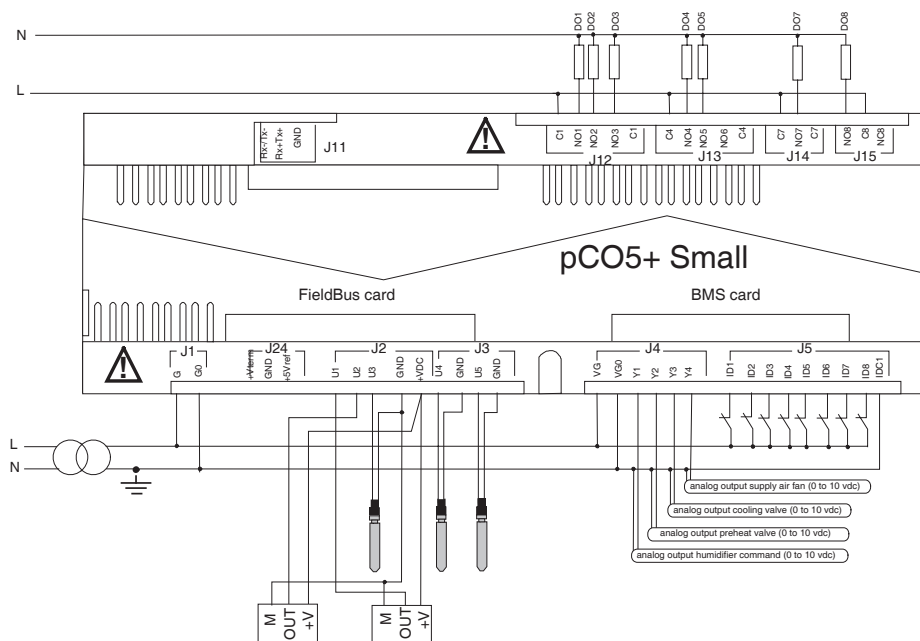 DO1 DO2 DO3 DO4 DO5 DO7 DO8
N
L
Rx-/Tx- Rx+Tx+ GND
J11
C1 NO1 NO2 NO3 C1
C4 NO4 NO5 NO6 C4
C7 NO7 C7
NO8 C8 NC8
J12 J13 J14 J15
pCO5+ Small
FieldBus card BMS card
J1 J24 J2 J3 J4 J5
G G0
+Vterm GND +5Vref
U1 U2 U3 GND +VDC
U4 GND U5 GND
VG VG0 Y1 Y2 Y3 Y4
ID1 ID2 ID3 ID4 ID5 ID6 ID7 ID8 IDC1
L
N
analog output supply air fan (0 to 10 vdc)
analog output cooling valve (0 to 10 vdc)
analog output preheat valve (0 to 10 vdc)
analog output humidifier command (0 to 10 vdc)
M OUT +V
M OUT +V